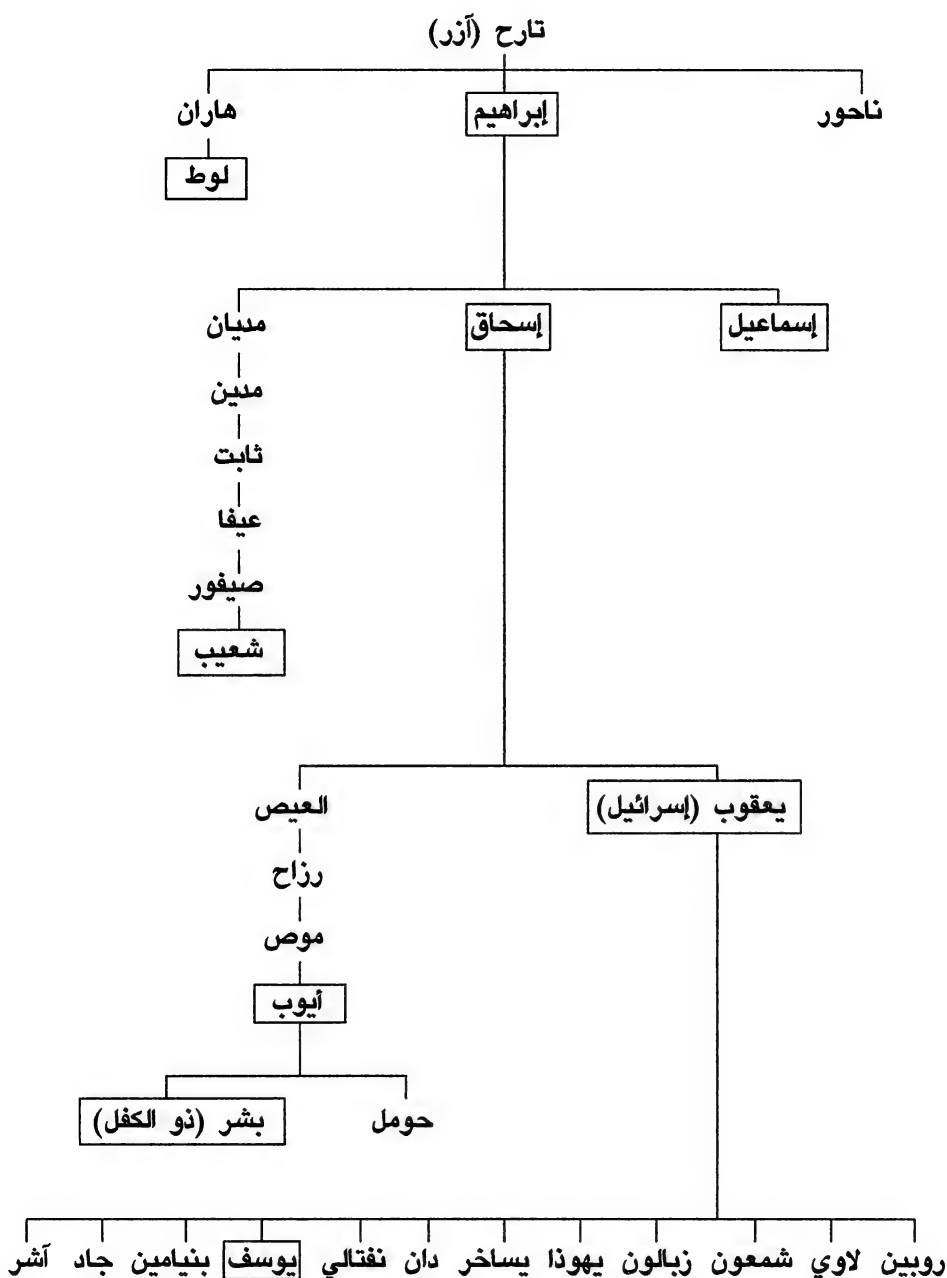 تارح (آزر)
ناحور إبراهيم هاران
لوط
إسماعيل إسحاق مديان
مدين
ثابت
عيفا
صيفور
شعيب
يعقوب (إسرائيل) العيص
رزاح
موص
أيوب
حومل بشر (ذو الكفل)
روبين لاوي شمعون زبالون يهوذا يساخر دان نفتالي يوسف بنيامين جاد آشر